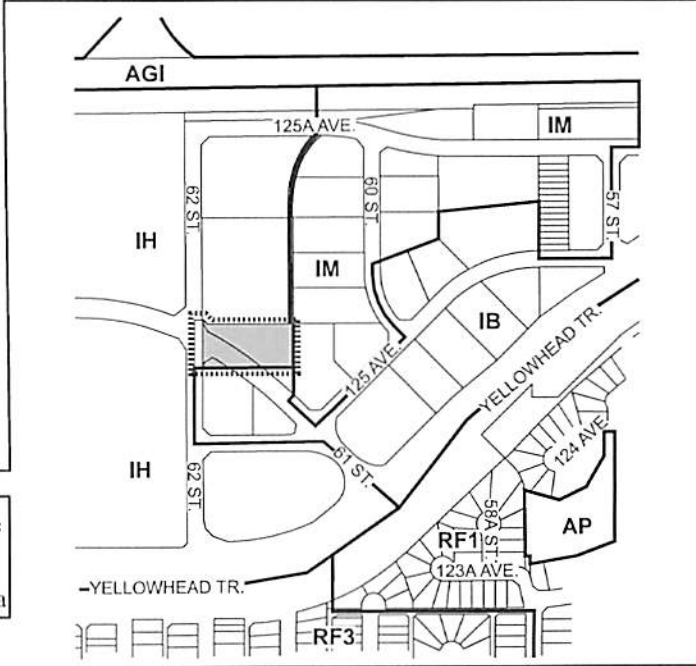 AGI
125A AVE.
IM
62 ST.
60 ST.
57 ST.
IH
IM
IB
YELLOWHEAD TR.
125 AVE.
124 AVE.
61 ST.
IH
62 ST.
58A ST.
AP
RF1
123A AVE.
YELLOWHEAD TR.
RF3